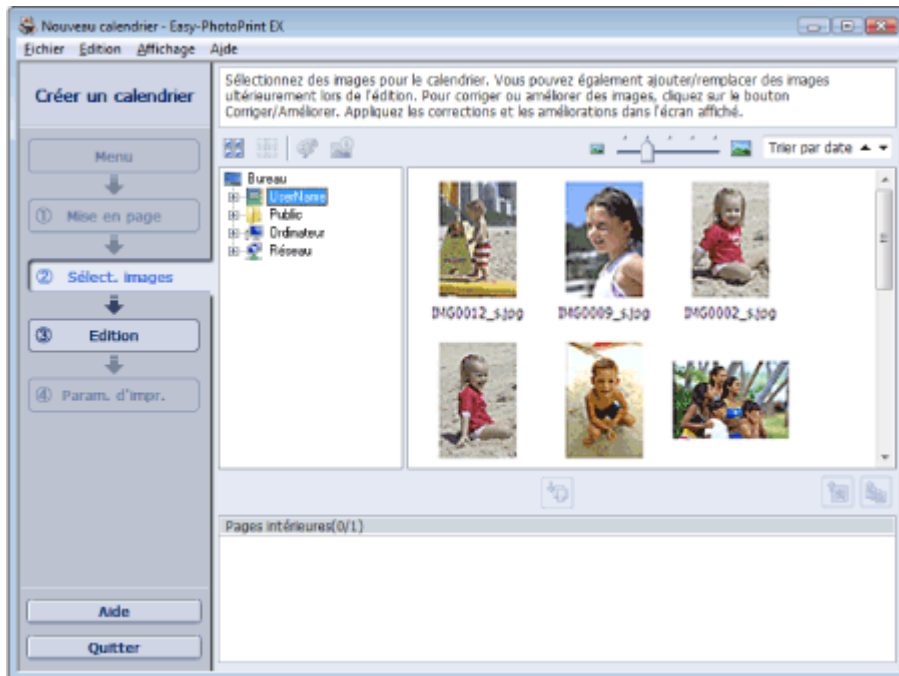 Nouveau calendrier - Easy-PhotoPrint EX
Fichier Edition Affichage Aide
Créer un calendrier
Sélectionnez des images pour le calendrier. Vous pouvez également ajouter/remplacer des images
ultérieurement lors de l'édition. Pour corriger ou améliorer des images, cliquez sur le bouton
Corriger/Améliorer. Appliquez les corrections et les améliorations dans l'écran affiché.
Menu
① Mise en page
② Sélect. images
③ Edition
④ Param. d'impr.
Trier par date
Bureau
UserName
Public
Ordinateur
Réseau
IMG0012_s.jpg IMG0009_s.jpg IMG0002_s.jpg
Pages intérieures(0/1)
Aide
Quitter